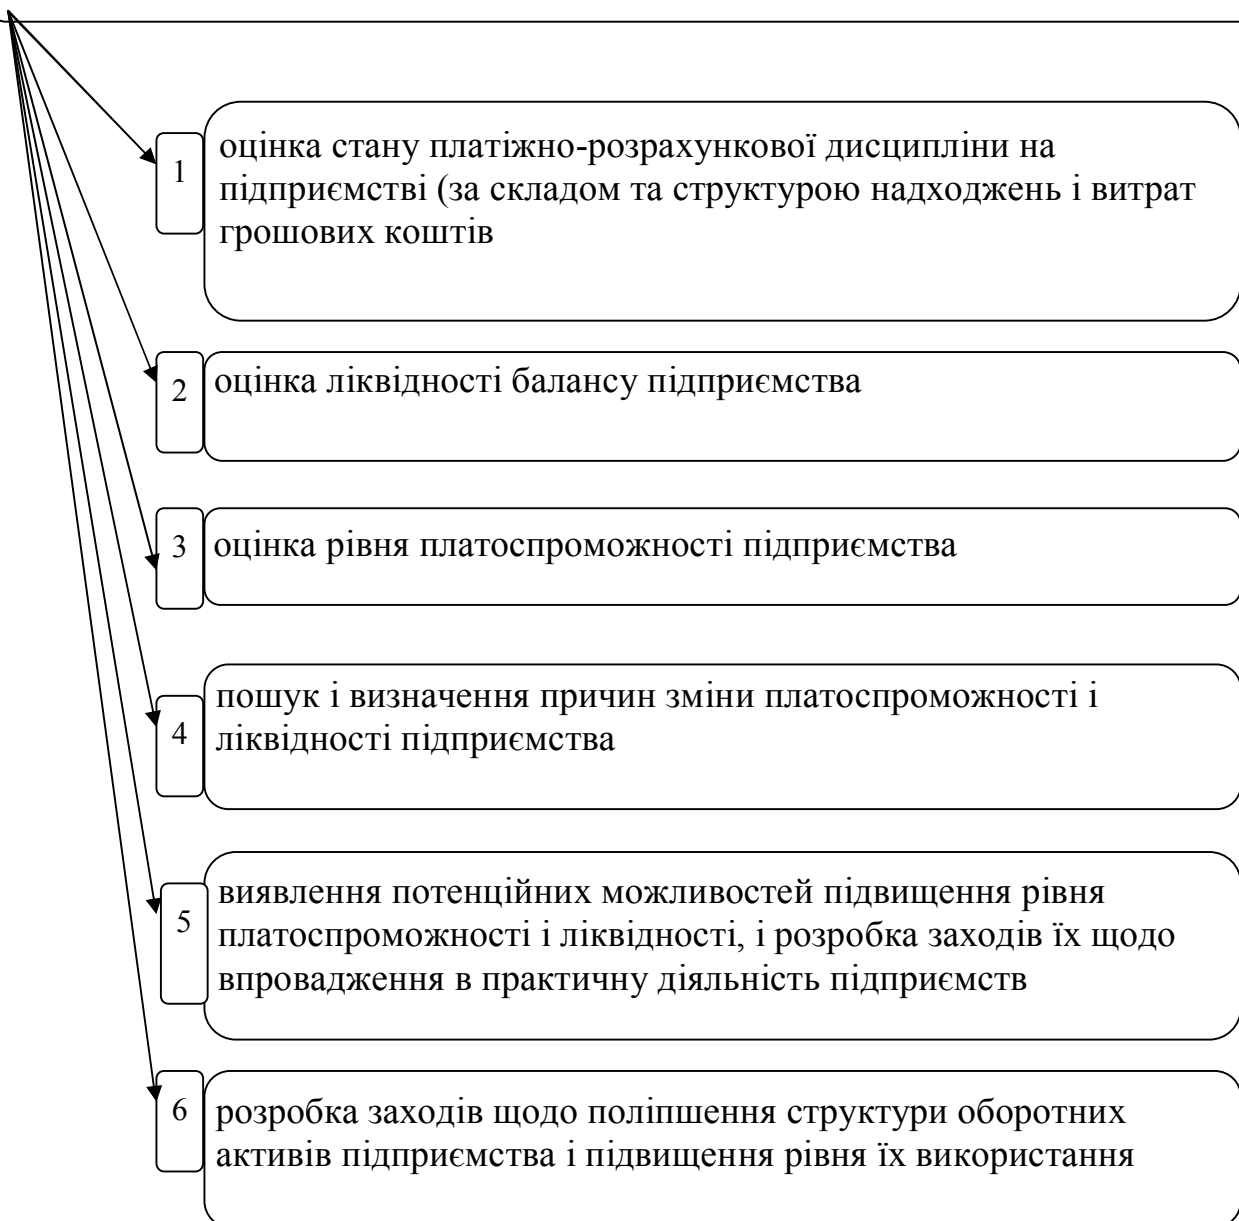 1
оцінка стану платіжно-розрахункової дисципліни на
підприємстві (за складом та структурою надходжень і витрат
грошових коштів
2
оцінка ліквідності балансу підприємства
3
оцінка рівня платоспроможності підприємства
4
пошук і визначення причин зміни платоспроможності і
ліквідності підприємства
5
виявлення потенційних можливостей підвищення рівня
платоспроможності і ліквідності, і розробка заходів їх щодо
впровадження в практичну діяльність підприємств
6
розробка заходів щодо поліпшення структури оборотних
активів підприємства і підвищення рівня їх використання